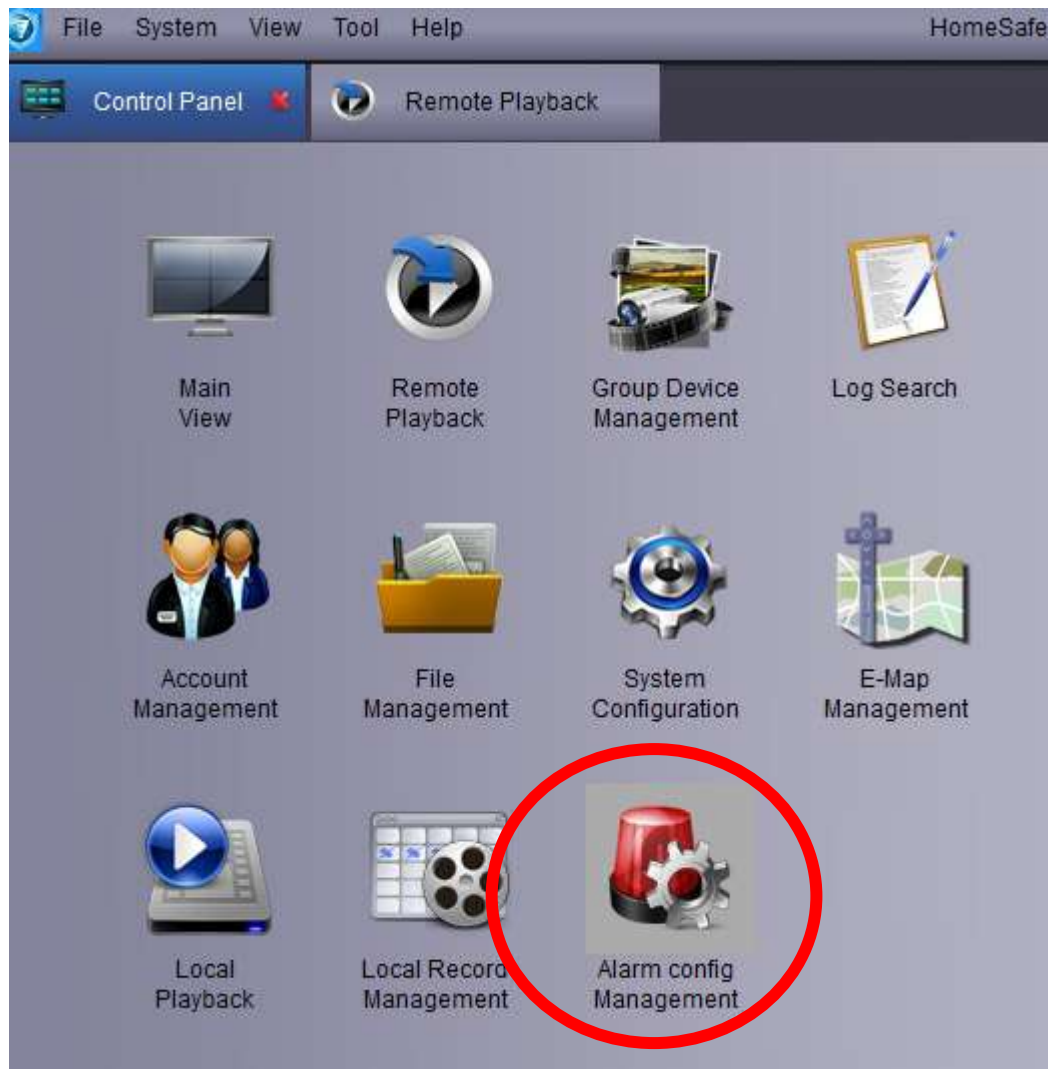 File System View Tool Help HomeSafe
Control Panel Remote Playback
Main Remote Group Device Log Search
View Playback Management
Account File System E-Map
Management Management Configuration Management
Local Local Record Alarm config
Playback Management Management